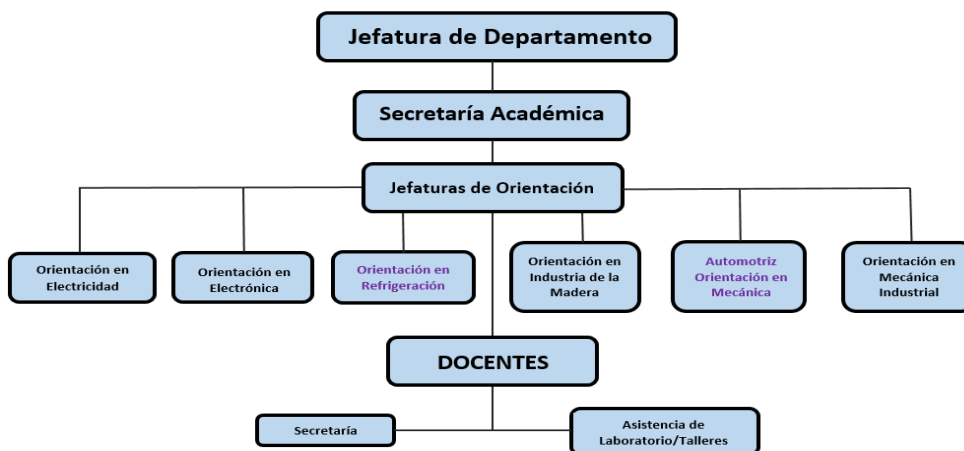 Jefatura de Departamento
Secretaría Académica
Jefaturas de Orientación
Orientación en
Electricidad
Orientación en
Electrónica
Orientación en
Refrigeración
Orientación en
Industria de la
Madera
Automotriz
Orientación en
Mecánica
Orientación en
Mecánica
Industrial
DOCENTES
Secretaría
Asistencia de
Laboratorio/Talleres